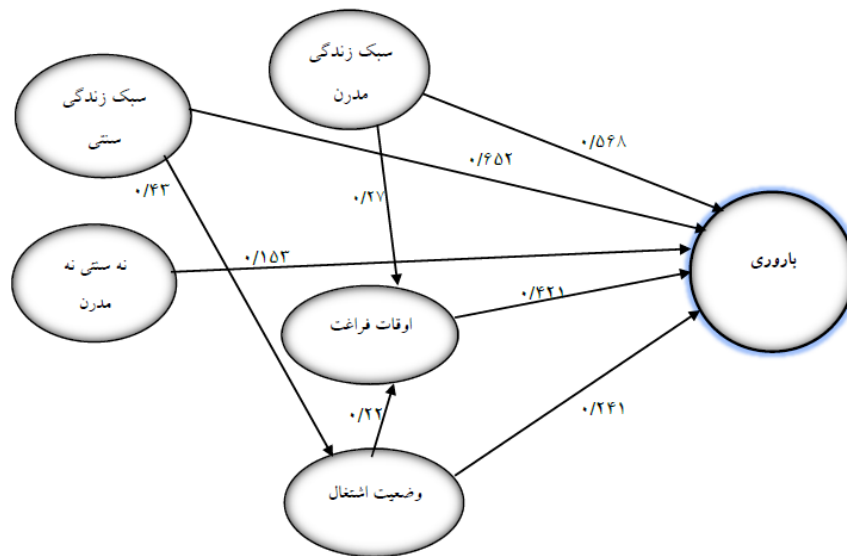 سبک زندگی
مدرن
سبک زندگی
سنتی
۰/۵۶۸
۰/۶۵۲
۰/۴۳
۰/۲۷
۰/۱۵۳
نه سنتی نه
مدرن
باروری
۰/۴۲۱
اوقات فراغت
۰/۲۲
۰/۲۴۱
وضعیت اشتغال